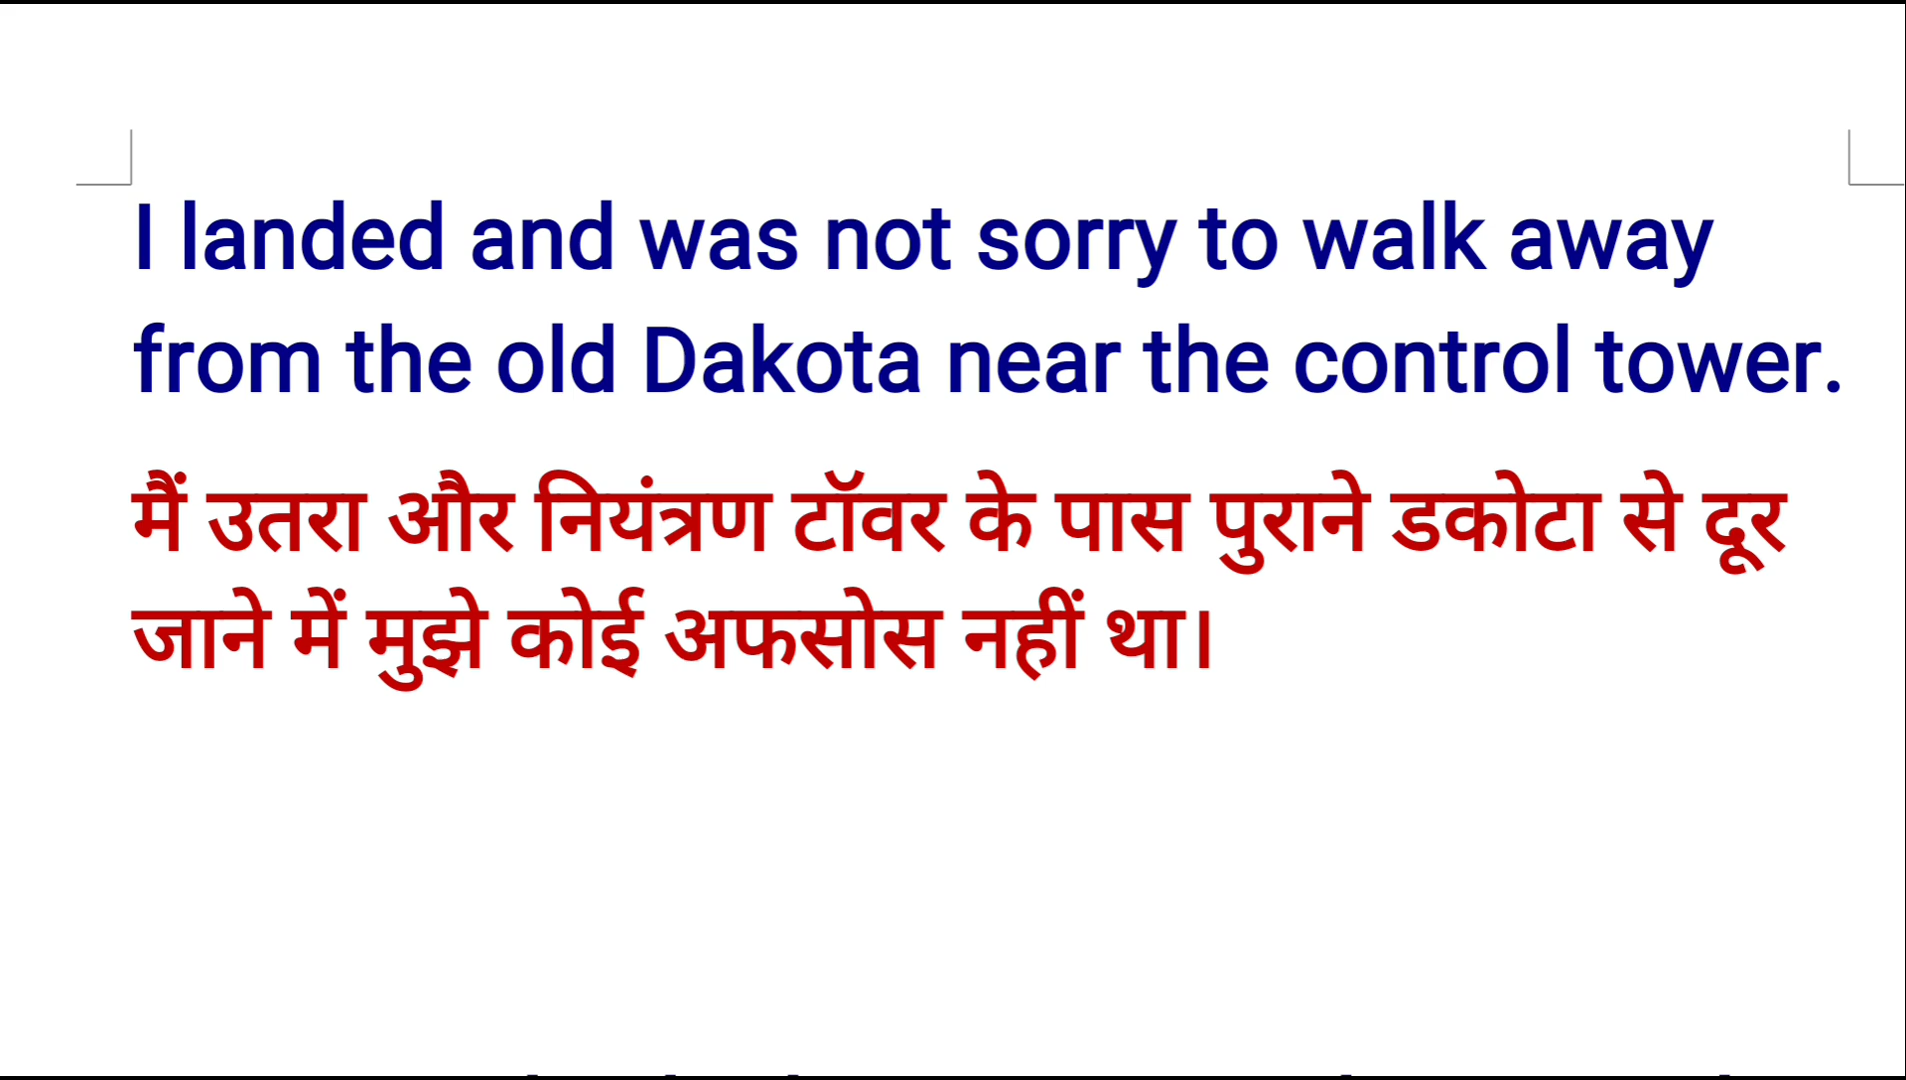 I landed and was not sorry to walk away
from the old Dakota near the control tower.
मैं उतरा और नियंत्रण टॉवर के पास पुराने डकोटा से दूर
जाने में मुझे कोई अफसोस नहीं था।